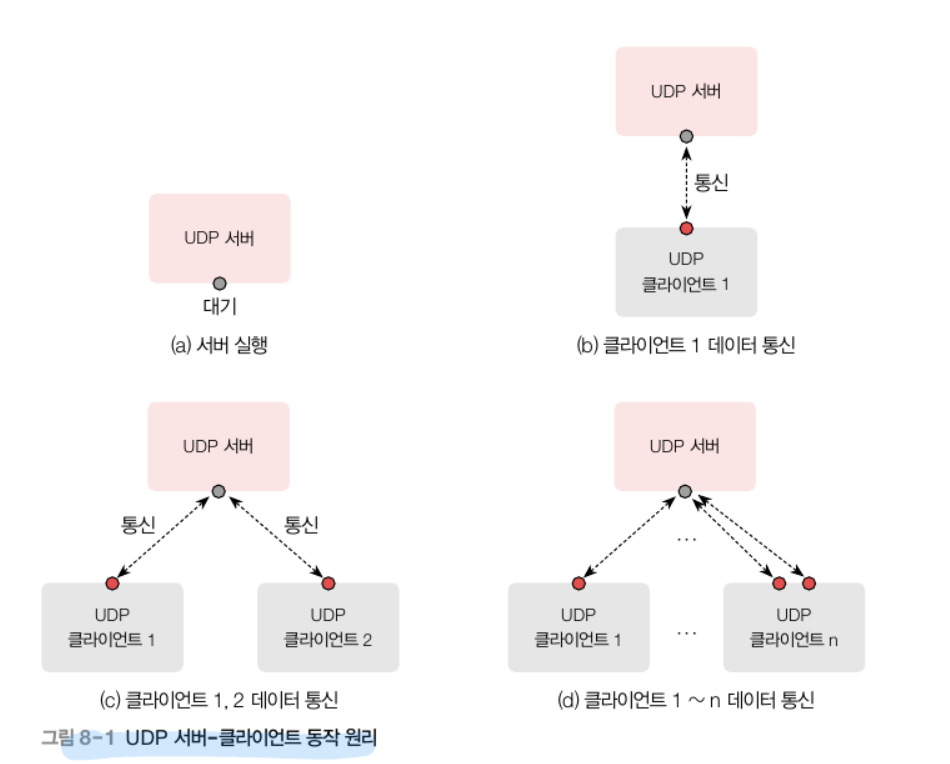 UDP 서버
대기
(a) 서버 실행
UDP 서버
통신
UDP
클라이언트 1
(b) 클라이언트 1 데이터 통신
UDP 서버
통신
통신
UDP
클라이언트 1
UDP
클라이언트 2
(c) 클라이언트 1, 2 데이터 통신
UDP 서버
...
UDP
클라이언트 1
...
UDP
클라이언트 n
(d) 클라이언트 1 ~ n 데이터 통신
그림 8-1 UDP 서버-클라이언트 동작 원리